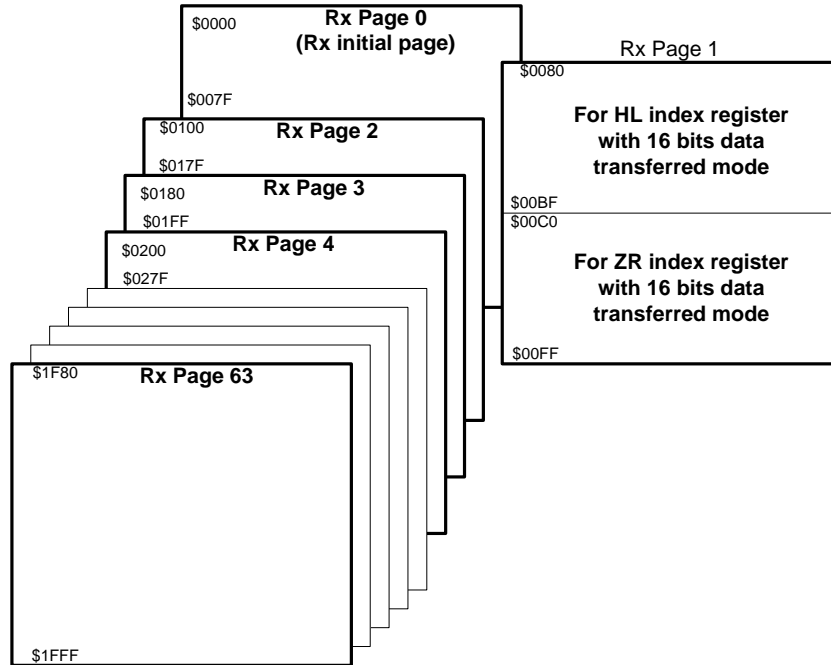 $0000
Rx Page 0
(Rx initial page)
$007F
Rx Page 1
$0080
For HL index register
with 16 bits data
transferred mode
$00BF
$00C0
For ZR index register
with 16 bits data
transferred mode
$00FF
$0100
Rx Page 2
$017F
$0180
Rx Page 3
$01FF
$0200
Rx Page 4
$027F
$1F80
Rx Page 63
$1FFF